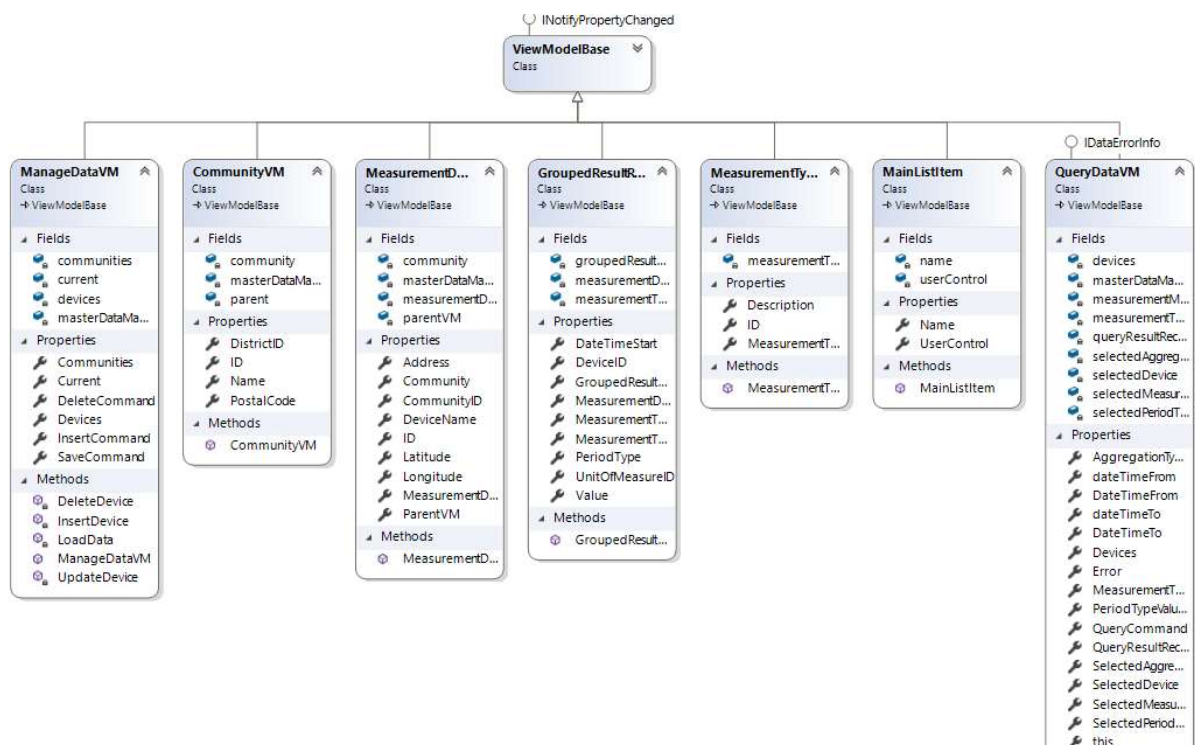 INotifyPropertyChanged
ViewModelBase
Class
ManageDataVM
Class
ViewModelBase
Fields
communities
current
devices
masterDataMa...
Properties
Communities
Current
DeleteCommand
Devices
InsertCommand
SaveCommand
Methods
DeleteDevice
InsertDevice
LoadData
ManageDataVM
UpdateDevice
CommunityVM
Class
ViewModelBase
Fields
community
masterDataMa...
parent
Properties
DistrictID
ID
Name
PostalCode
Methods
CommunityVM
MeasurementD...
Class
ViewModelBase
Fields
community
masterDataMa...
measurementD...
parentVM
Properties
Address
Community
CommunityID
DeviceName
ID
Latitude
Longitude
MeasurementD...
ParentVM
Methods
MeasurementD...
GroupedResultR...
Class
ViewModelBase
Fields
groupedResult...
measurementD...
measurementT...
Properties
DateTimeStart
DeviceID
GroupedResult...
MeasurementD...
MeasurementT...
MeasurementT...
PeriodType
UnitOfMeasureID
Value
Methods
GroupedResult...
MeasurementTy...
Class
ViewModelBase
Fields
measurementT...
Properties
Description
ID
MeasurementT...
Methods
MeasurementT...
MainListItem
Class
ViewModelBase
Fields
name
userControl
Properties
Name
UserControl
Methods
MainListItem
IDataErrorInfo
QueryDataVM
Class
ViewModelBase
Fields
devices
masterDataMa...
measurementM...
measurementT...
queryResultRec...
selectedAggreg...
selectedDevice
selectedMeasur...
selectedPeriodT...
Properties
AggregationTy...
dateTimeFrom
DateTimeFrom
dateTimeTo
DateTimeTo
Devices
Error
MeasurementT...
PeriodTypeValu...
QueryCommand
QueryResultRec...
SelectedAggre...
SelectedDevice
SelectedMeasu...
SelectedPeriod...
this